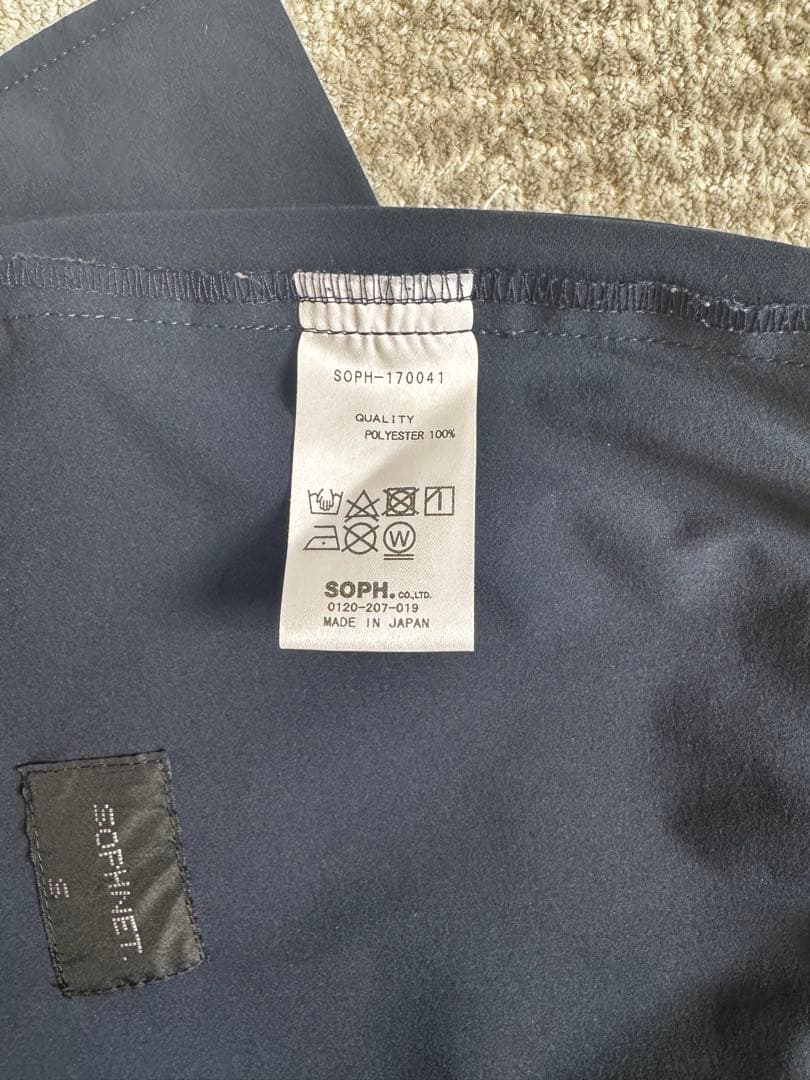 SOPH-170041
QUALITY
POLYESTER 100%
W
SOPH. CO.,LTD.
0120-207-019
MADE IN JAPAN
SOPHNET.
S